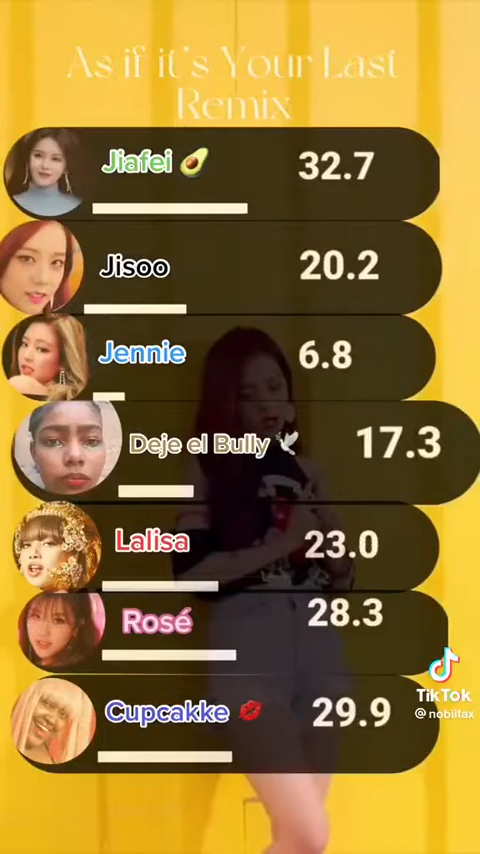 As if it's Your Last
Remix
Jiafei 🥑
32.7
Jisoo
20.2
Jennie
6.8
Deje el Bully 🕊️
17.3
Lalisa
23.0
Rosé
28.3
Cupcakke 💋
29.9
TikTok
@nobiitax